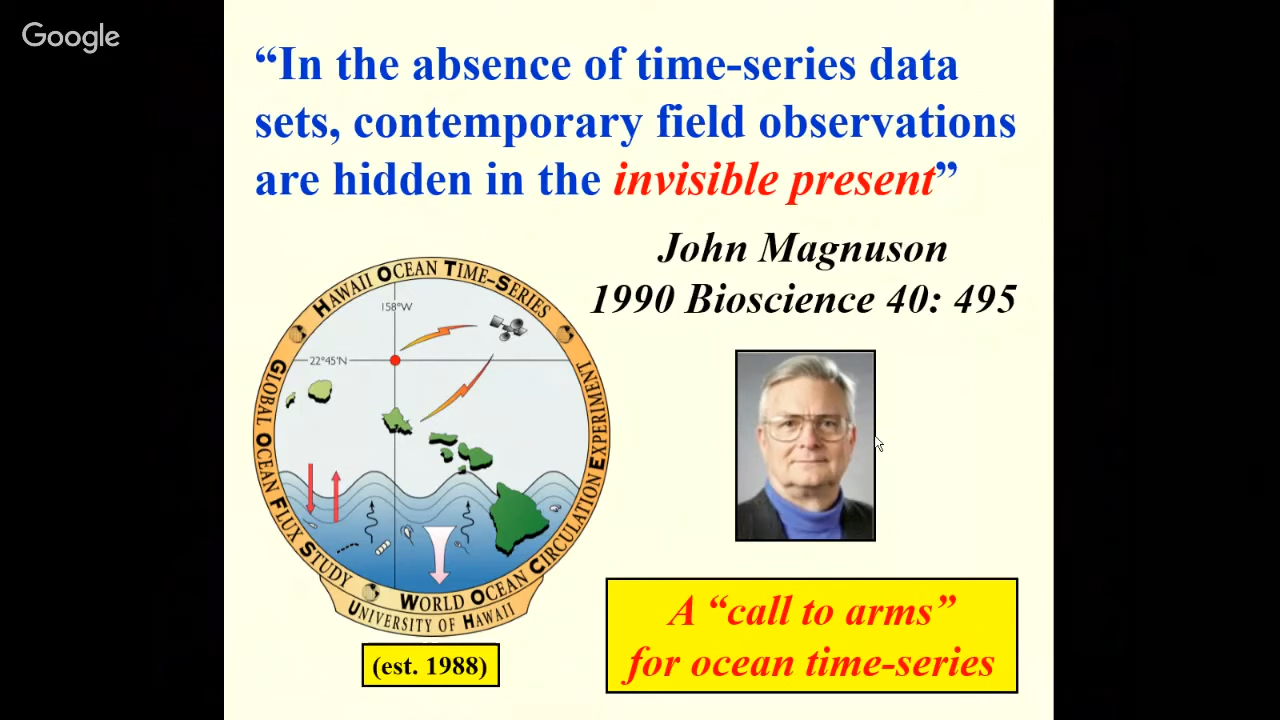 Google
“In the absence of time-series data
sets, contemporary field observations
are hidden in the invisible present”
John Magnuson
1990 Bioscience 40: 495
HAWAII OCEAN TIME-SERIES
158°W
22°45'N
GLOBAL OCEAN FLUX STUDY
WORLD OCEAN CIRCULATION EXPERIMENT
UNIVERSITY OF HAWAII
(est. 1988)
A “call to arms”
for ocean time-series